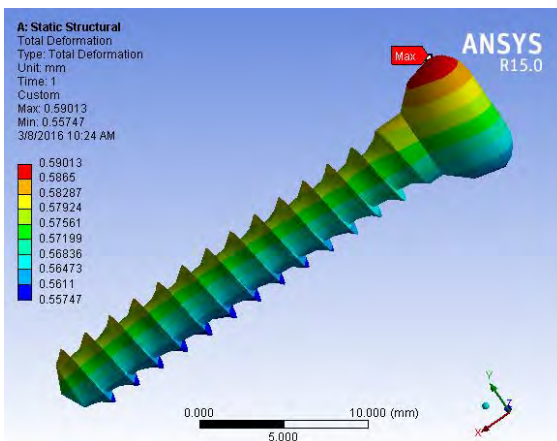 A: Static Structural
Total Deformation
Type: Total Deformation
Unit: mm
Time: 1
Custom
Max: 0.59013
Min: 0.55747
3/8/2016 10:24 AM
Max
ANSYS
R15.0
0.59013
0.5865
0.58287
0.57924
0.57561
0.57199
0.56836
0.56473
0.5611
0.55747
0.000
10.000 (mm)
5.000
Y
Z
X